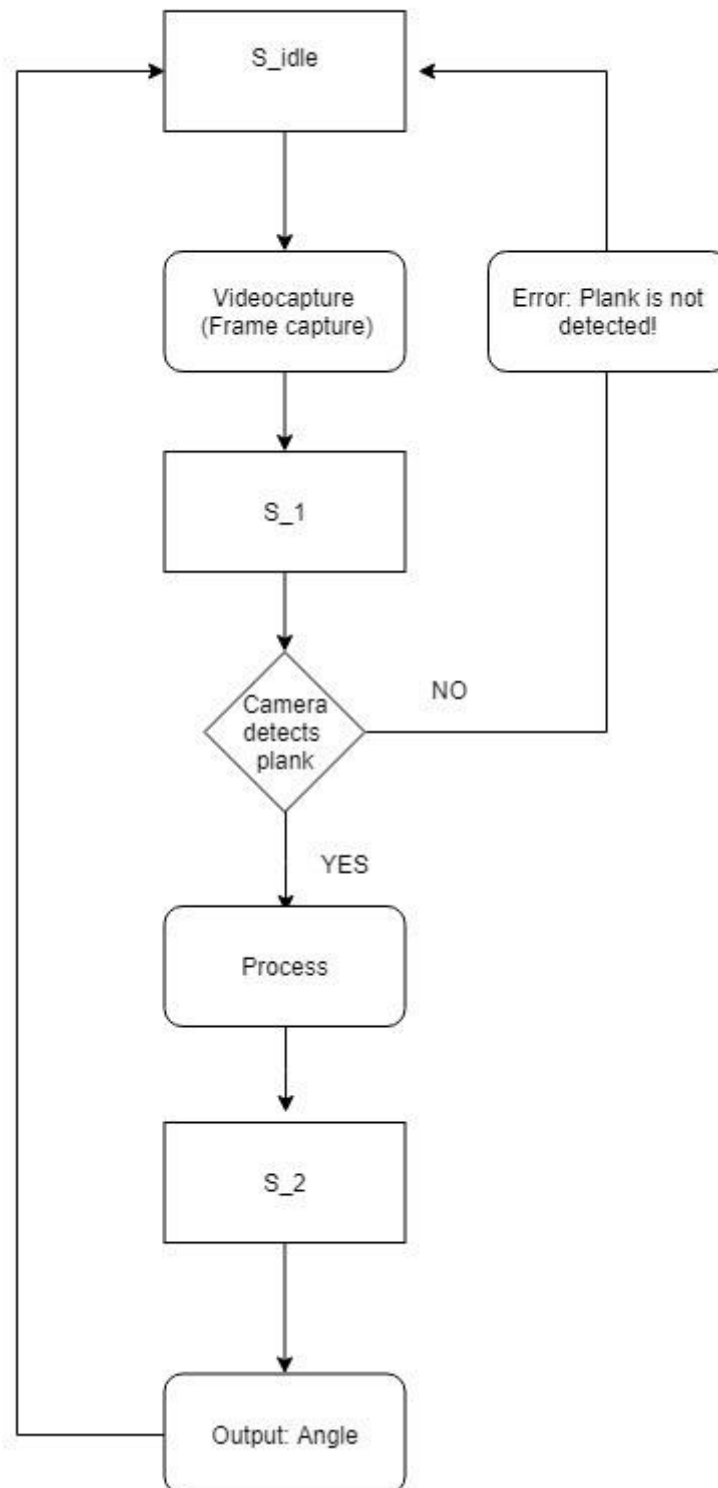 S_idle
Videocapture
(Frame capture)
Error: Plank is not
detected!
S_1
Camera
detects
plank
NO
YES
Process
S_2
Output: Angle